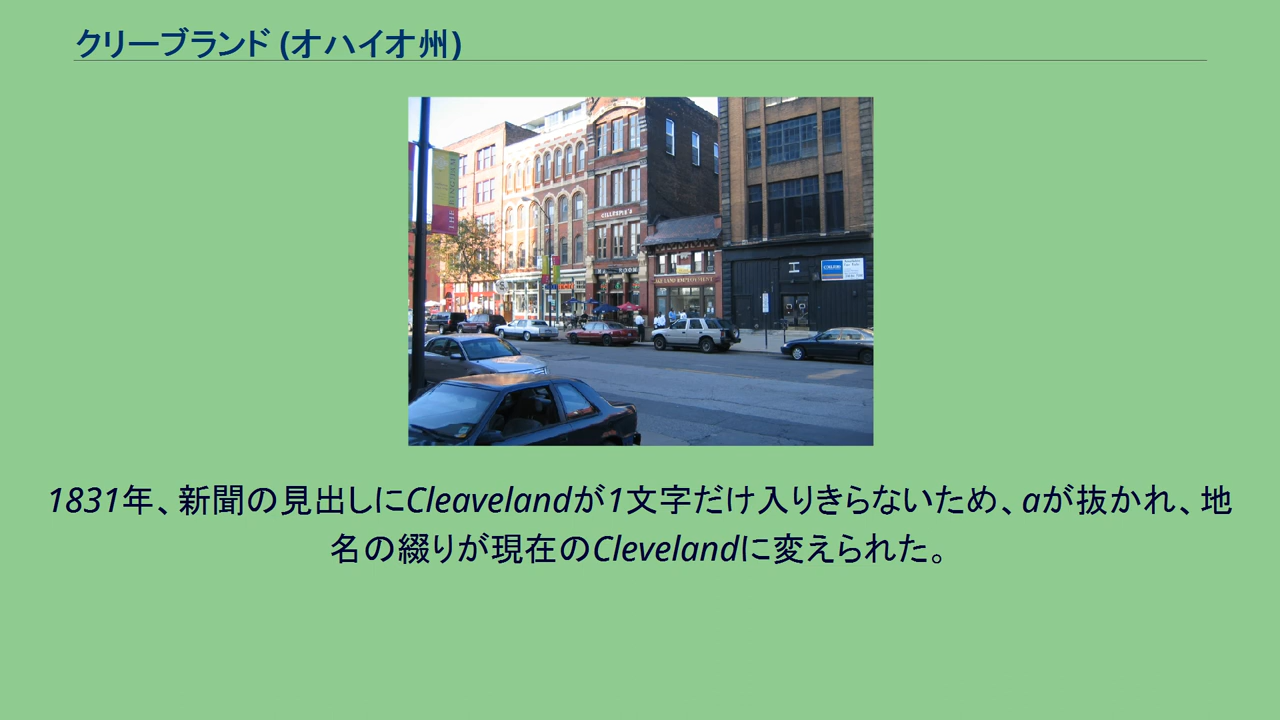 クリーブランド (オハイオ州)
THE
GILLESPIE'S
1831年、新聞の見出しにCleavelandが1文字だけ入りきらないため、aが抜かれ、地
名の綴りが現在のClevelandに変えられた。